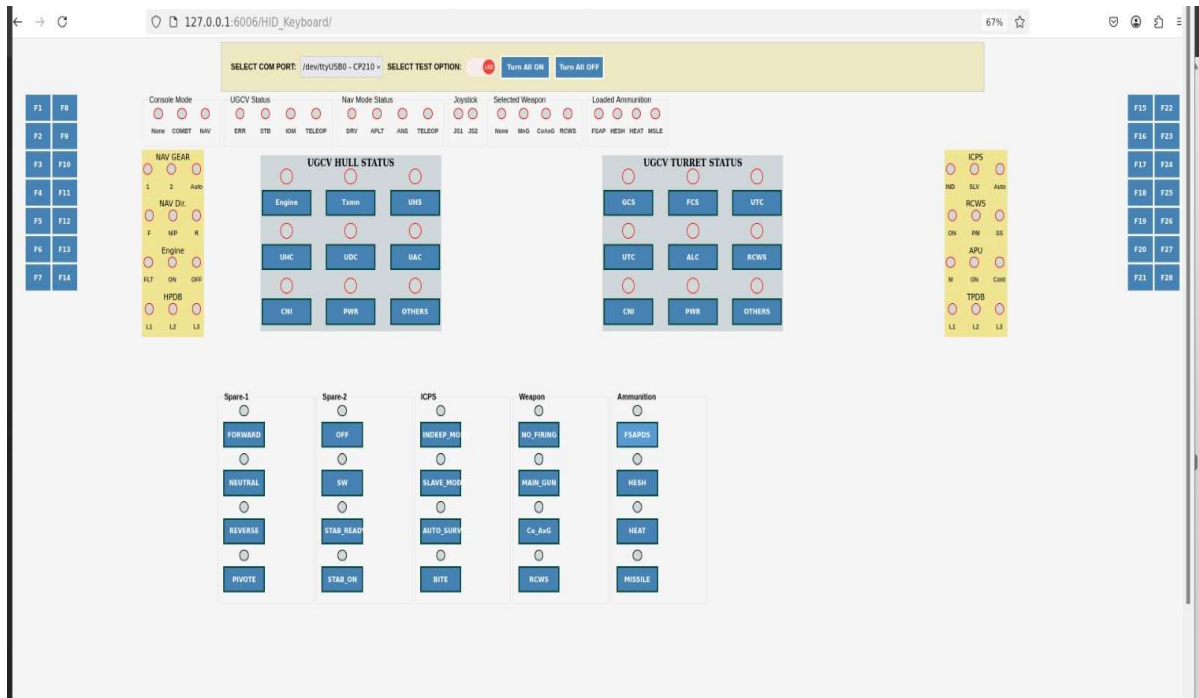 127.0.0.1:6006/HID_Keyboard/ 67%
SELECT COM PORT: /dev/ttyUSB0 - CP210 SELECT TEST OPTION: LED Turn All ON Turn All OFF
F1 F8
F2 F9
F3 F10
F4 F11
F5 F12
F6 F13
F7 F14
Console Mode
None COMBT NAV
UGCV Status
ERR STB IOM TELEOP
Nav Mode Status
DRV APLT ANS TELEOP
Joystick
JS1 JS2
Selected Weapon
None MnG CoAxG RCWS
Loaded Ammunition
FSAP HESH HEAT MSLE
F15 F22
F16 F23
F17 F24
F18 F25
F19 F26
F20 F27
F21 F28
NAV GEAR
1 2 Auto
NAV Dir.
F N/P R
Engine
FLT ON OFF
HPDB
L1 L2 L3
UGCV HULL STATUS
Engine Txmn UHS
UHC UDC UAC
CNI PWR OTHERS
UGCV TURRET STATUS
GCS FCS UTC
UTC ALC RCWS
CNI PWR OTHERS
ICPS
IND SLV Auto
RCWS
ON PM SS
APU
M ON Cont
TPDB
L1 L2 L3
Spare-1
FORWARD
NEUTRAL
REVERSE
PIVOTE
Spare-2
OFF
SW
STAB_READY
STAB_ON
ICPS
INDEEP_MO
SLAVE_MOD
AUTO_SURV
BITE
Weapon
NO_FIRING
MAIN_GUN
Co_AxG
RCWS
Ammunition
FSAPDS
HESH
HEAT
MISSILE